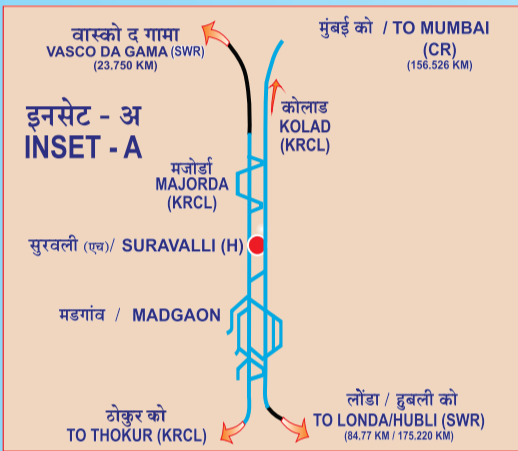 वास्को द गामा
VASCO DA GAMA (SWR)
(23.750 KM)
मुंबई को / TO MUMBAI
(CR)
(156.526 KM)
इनसेट - अ
INSET - A
कोलाड
KOLAD
(KRCL)
मजोर्डा
MAJORDA
(KRCL)
सुरवली (एच)/ SURAVALLI (H)
मडगांव / MADGAON
ठोकुर को
TO THOKUR (KRCL)
लोंडा / हुबली को
TO LONDA/HUBLI (SWR)
(84.77 KM / 175.220 KM)